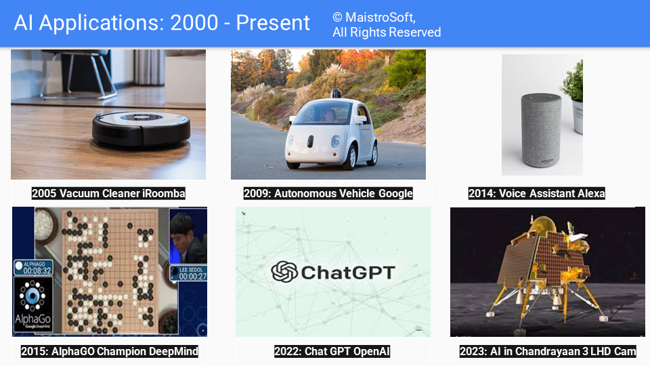 AI Applications: 2000 - Present
© MaistroSoft,
All Rights Reserved
2005 Vacuum Cleaner iRoomba
2009: Autonomous Vehicle Google
2014: Voice Assistant Alexa
ALPHAGO
00:08:32
LEE SEDOL
00:00:27
AlphaGo
Google DeepMind
ChatGPT
2015: AlphaGO Champion DeepMind
2022: Chat GPT OpenAI
2023: AI in Chandrayaan 3 LHD Cam